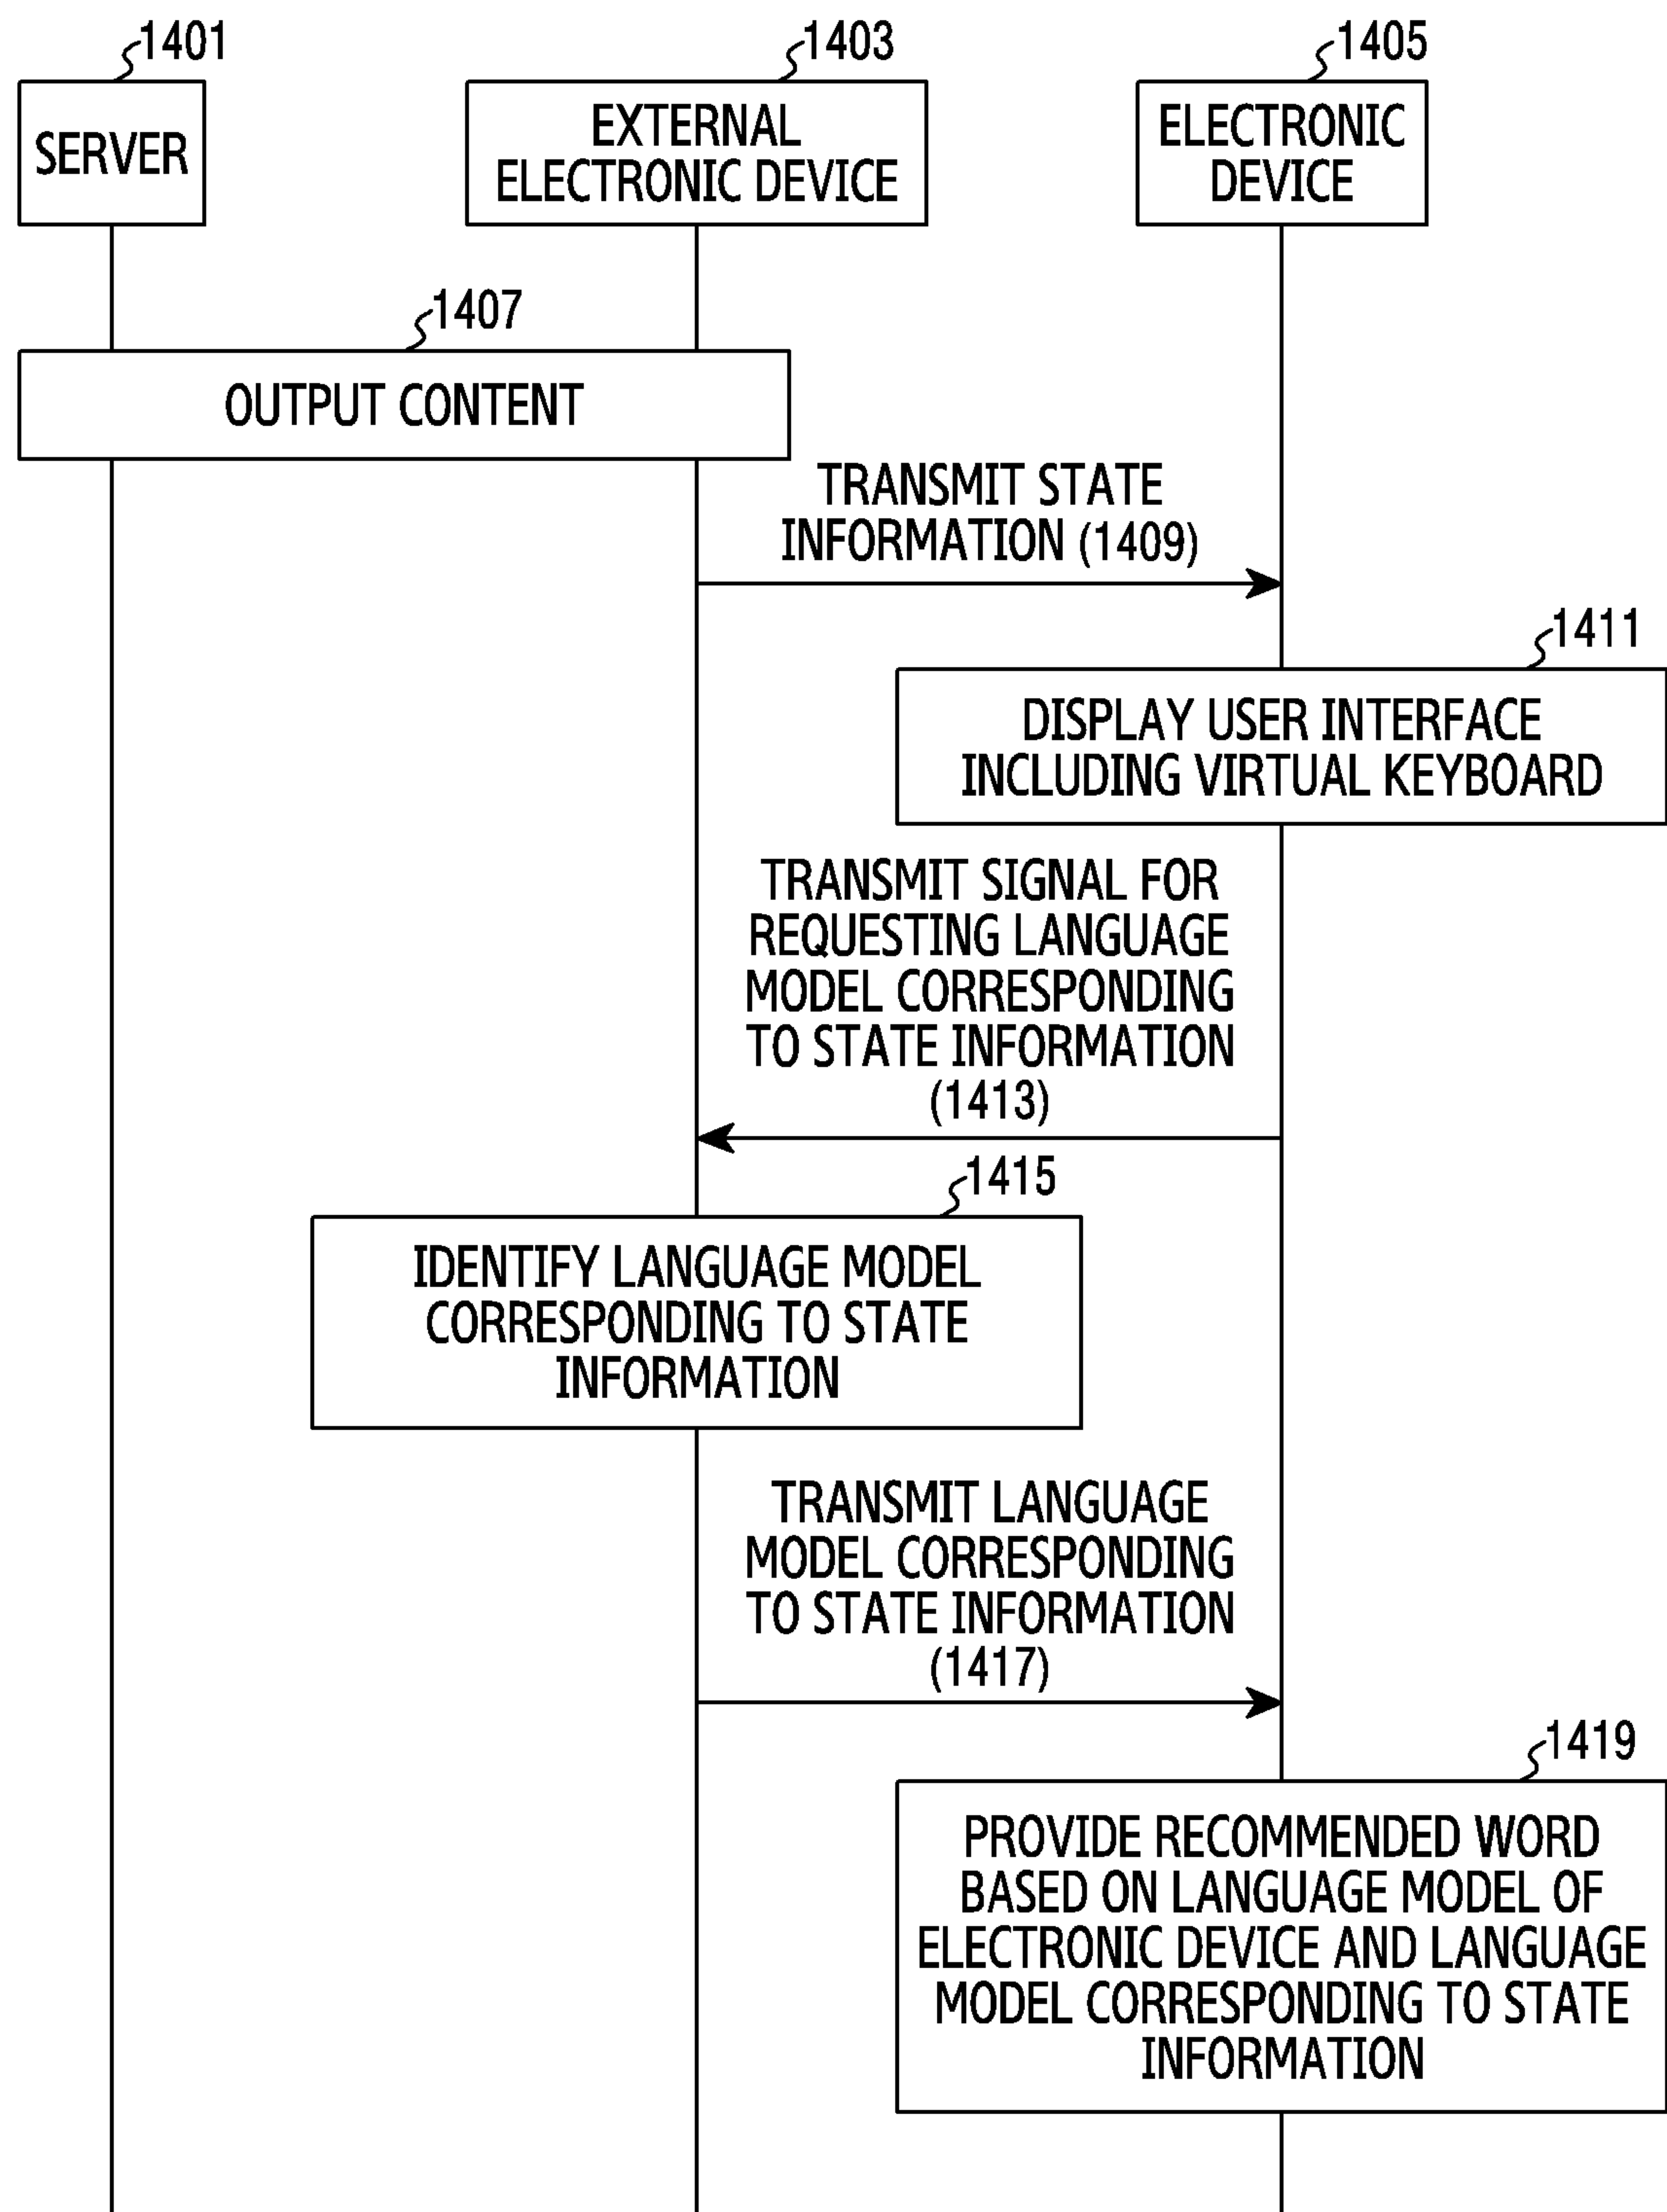 1401
1403
1405
SERVER
EXTERNAL
ELECTRONIC DEVICE
ELECTRONIC
DEVICE
1407
OUTPUT CONTENT
TRANSMIT STATE
INFORMATION (1409)
1411
DISPLAY USER INTERFACE
INCLUDING VIRTUAL KEYBOARD
TRANSMIT SIGNAL FOR
REQUESTING LANGUAGE
MODEL CORRESPONDING
TO STATE INFORMATION
(1413)
1415
IDENTIFY LANGUAGE MODEL
CORRESPONDING TO STATE
INFORMATION
TRANSMIT LANGUAGE
MODEL CORRESPONDING
TO STATE INFORMATION
(1417)
1419
PROVIDE RECOMMENDED WORD
BASED ON LANGUAGE MODEL OF
ELECTRONIC DEVICE AND LANGUAGE
MODEL CORRESPONDING TO STATE
INFORMATION